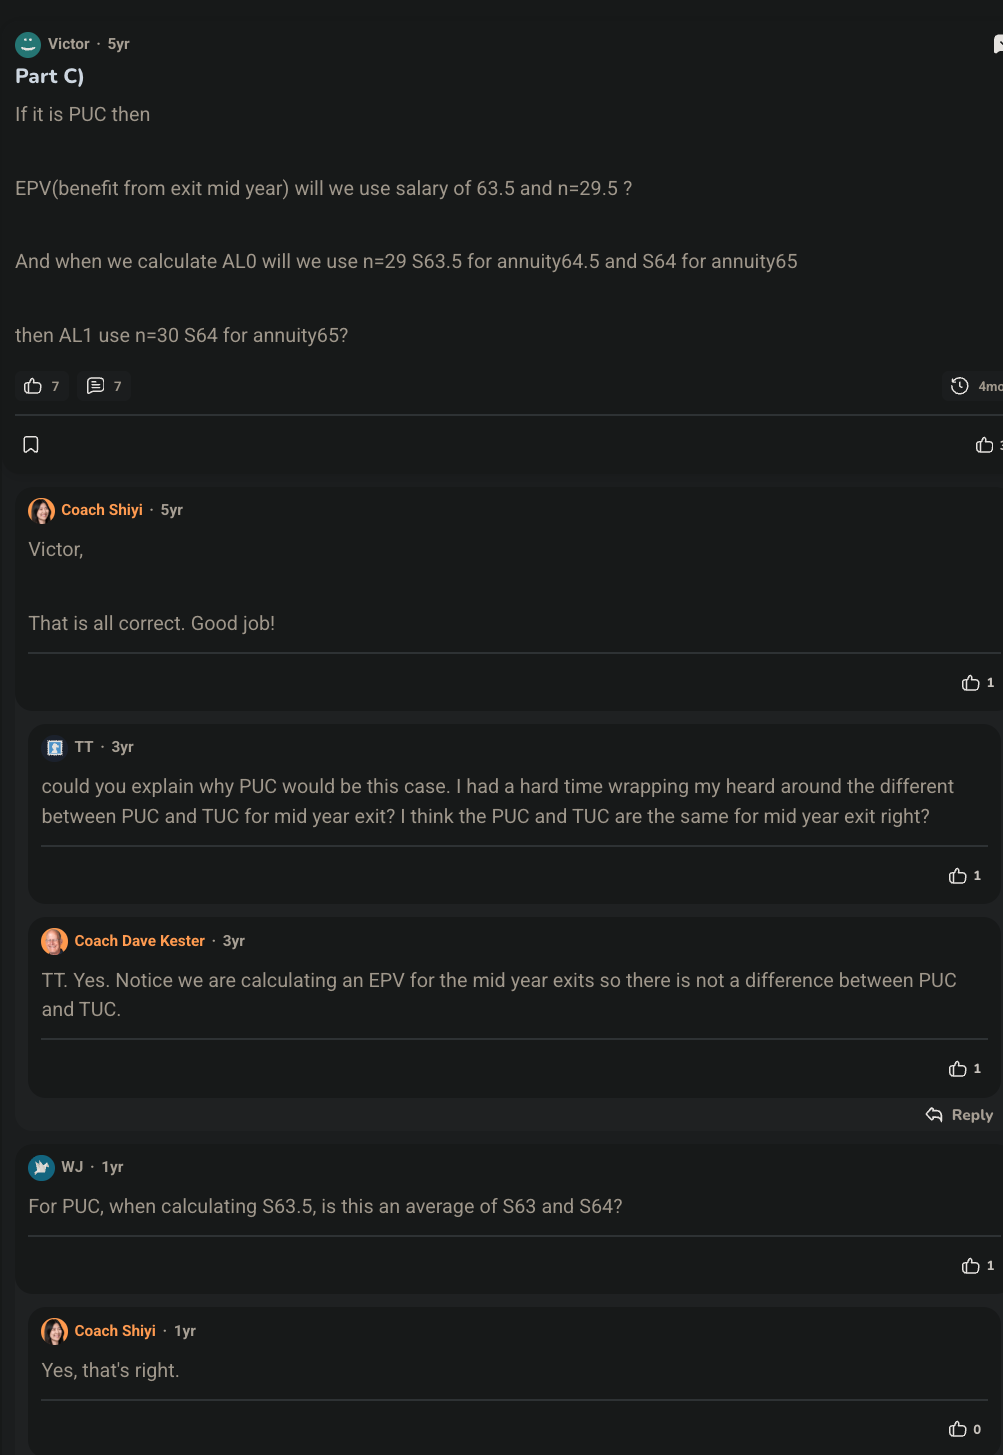 Victor · 5yr
Part C)
If it is PUC then
EPV(benefit from exit mid year) will we use salary of 63.5 and n=29.5 ?
And when we calculate AL0 will we use n=29 S63.5 for annuity64.5 and S64 for annuity65
then AL1 use n=30 S64 for annuity65?
7 7 4mo
Coach Shiyi · 5yr
Victor,
That is all correct. Good job!
1
TT · 3yr
could you explain why PUC would be this case. I had a hard time wrapping my heard around the different
between PUC and TUC for mid year exit? I think the PUC and TUC are the same for mid year exit right?
1
Coach Dave Kester · 3yr
TT. Yes. Notice we are calculating an EPV for the mid year exits so there is not a difference between PUC
and TUC.
1
Reply
WJ · 1yr
For PUC, when calculating S63.5, is this an average of S63 and S64?
1
Coach Shiyi · 1yr
Yes, that's right.
0